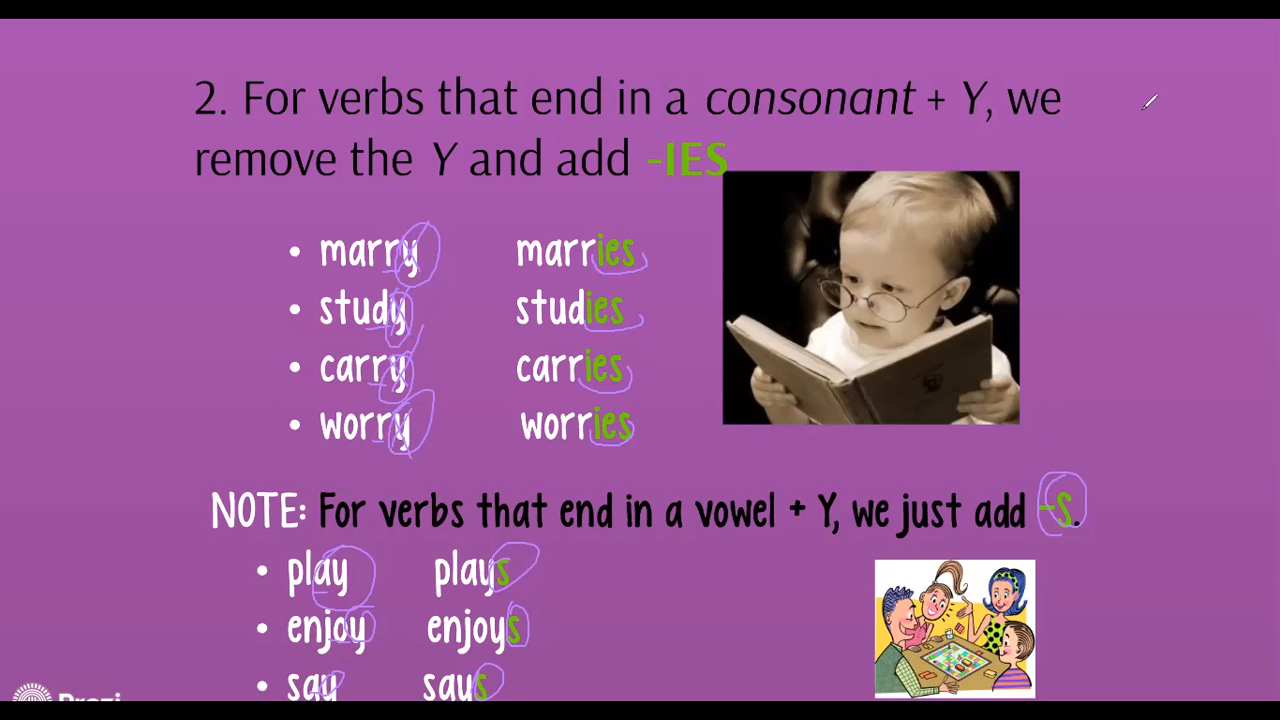 2. For verbs that end in a consonant + Y, we
remove the Y and add -IES
• marry marries
• study studies
• carry carries
• worry worries
NOTE: For verbs that end in a vowel + Y, we just add -S.
• play plays
• enjoy enjoys
• say says
Prezi